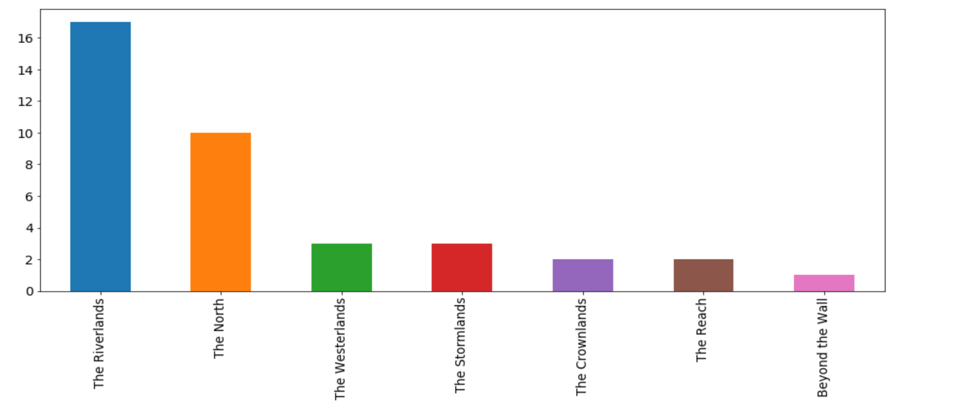 16
14
12
10
8
6
4
2
0
The Riverlands
The North
The Westerlands
The Stormlands
The Crownlands
The Reach
Beyond the Wall